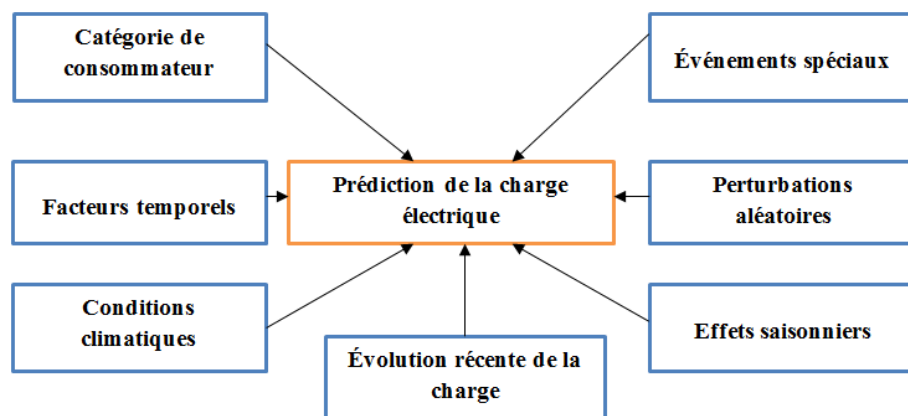 Catégorie de
consommateur
Événements spéciaux
Facteurs temporels
Prédiction de la charge
électrique
Perturbations
aléatoires
Conditions
climatiques
Évolution récente de la
charge
Effets saisonniers